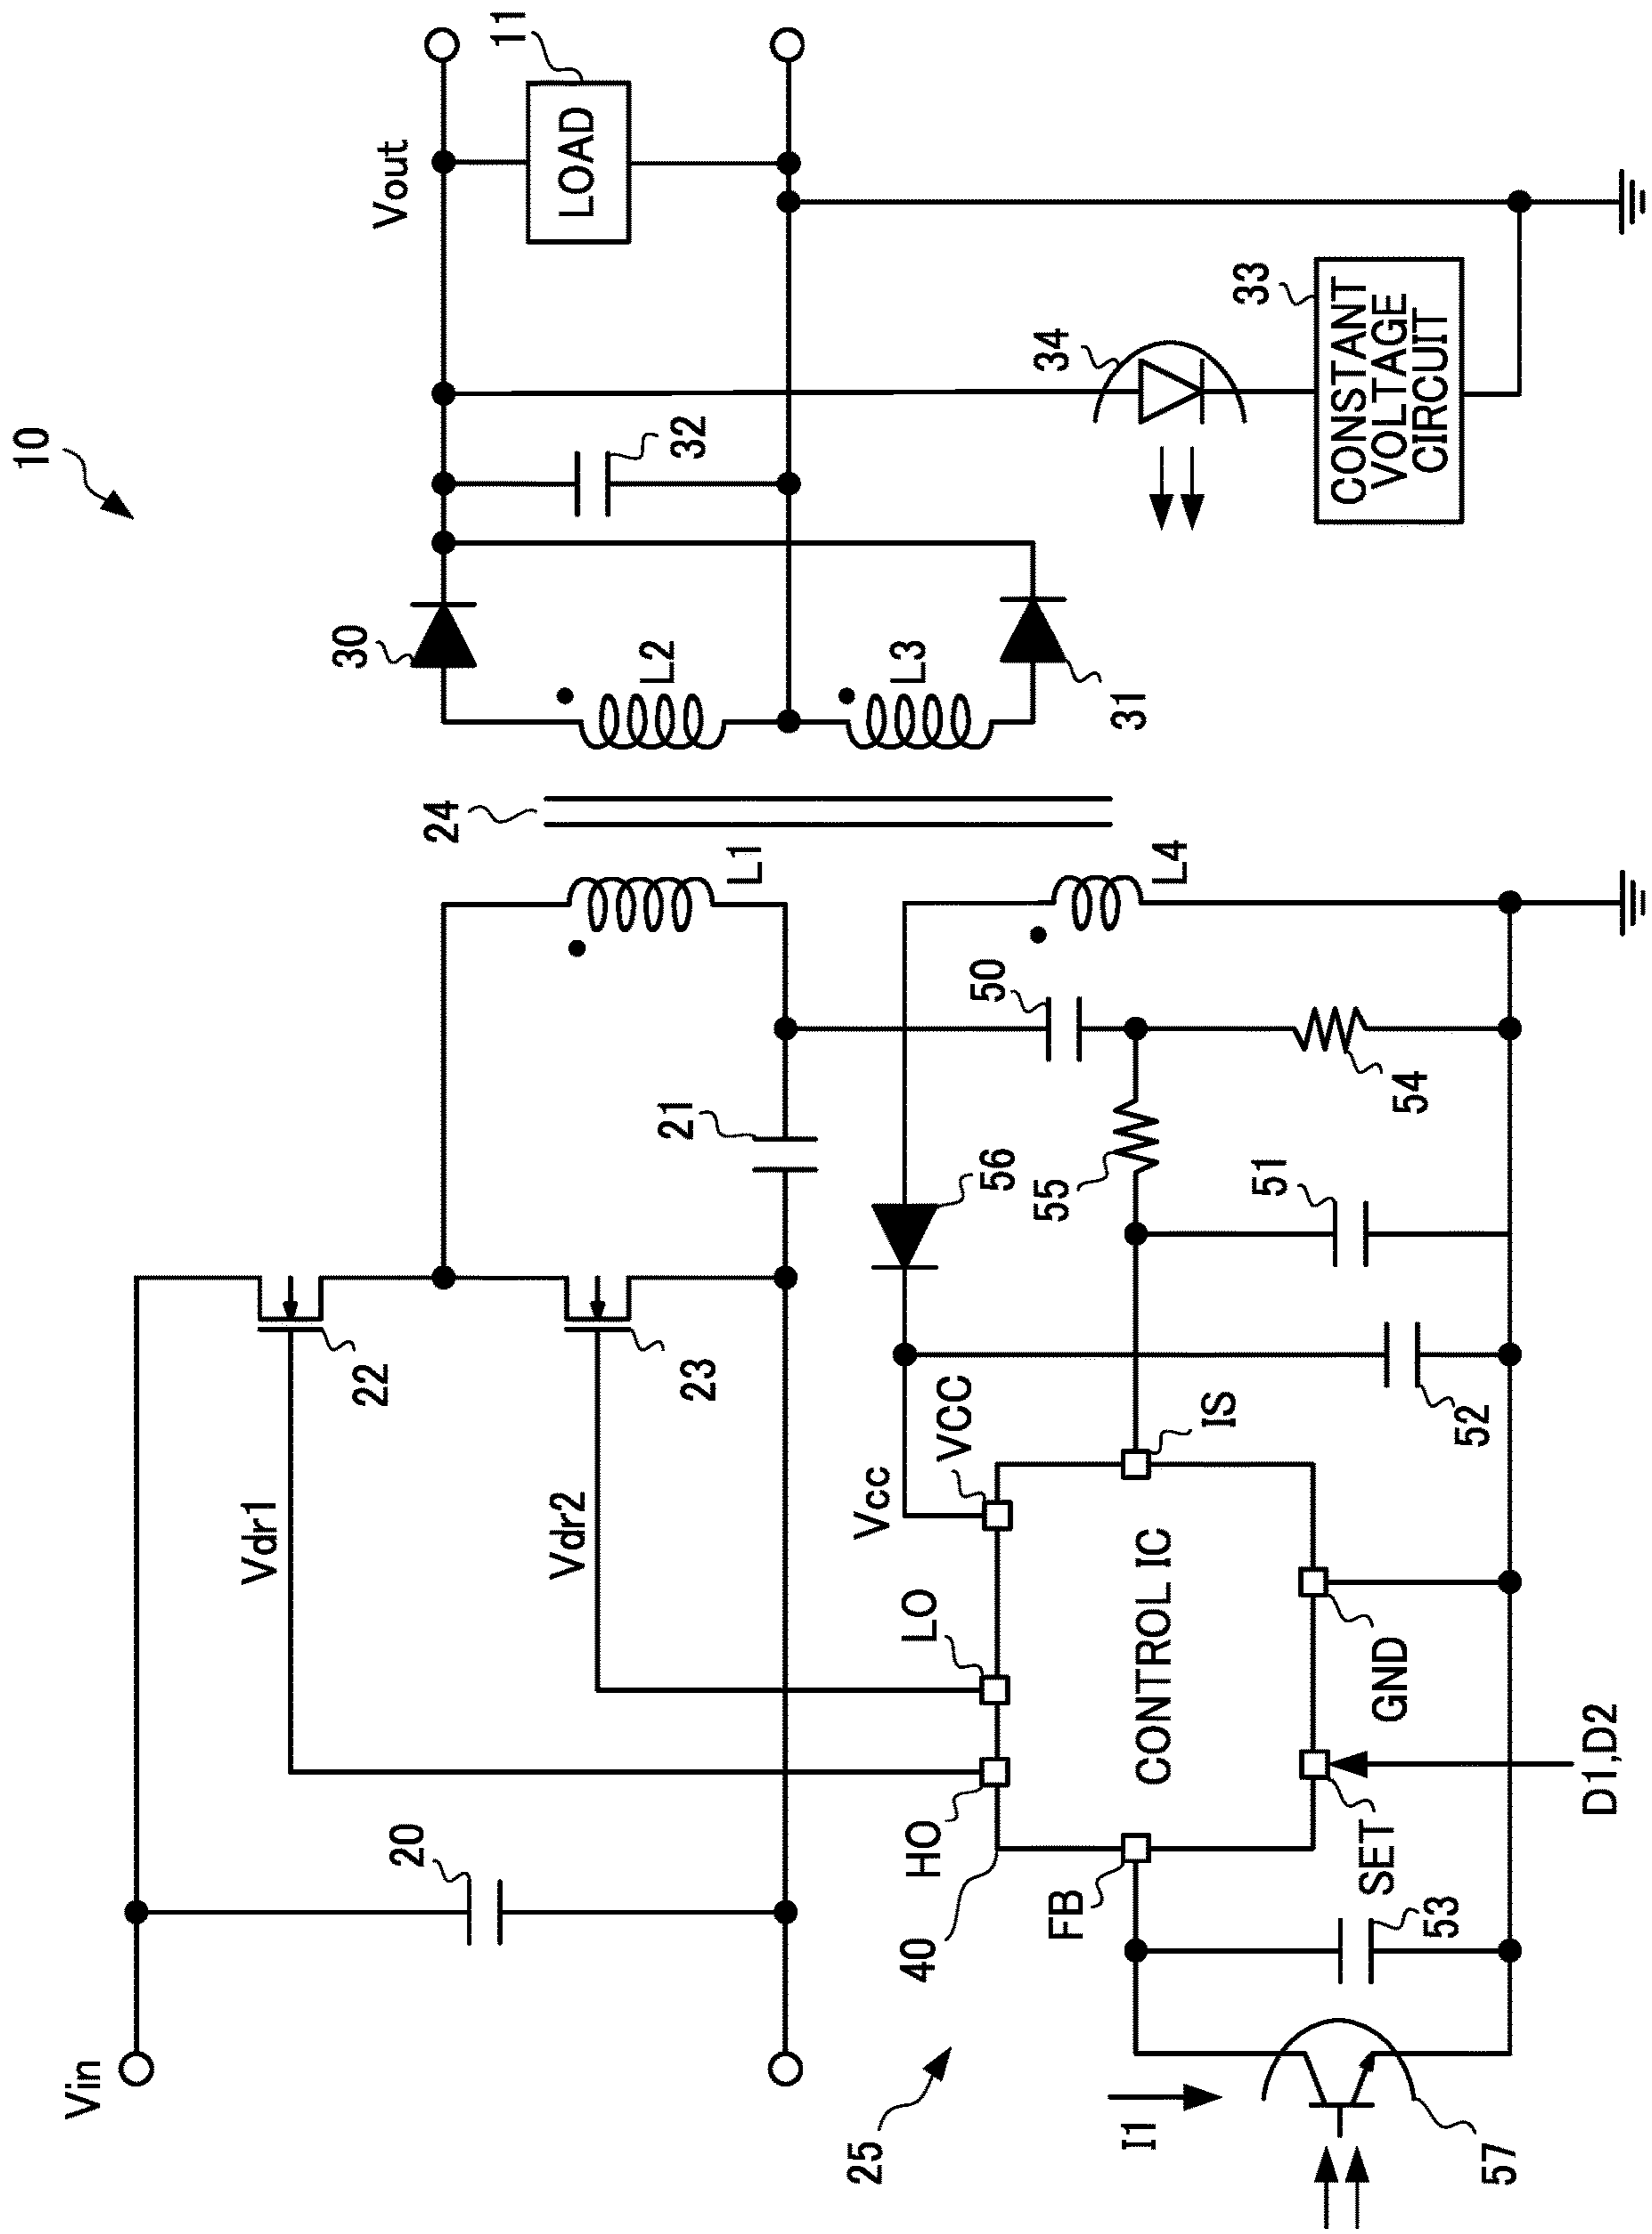 10
Vin
20
Vdr1
22
Vdr2
23
21
L1
24
30
L2
L3
31
32
Vout
11
LOAD
34
33
CONSTANT
VOLTAGE
CIRCUIT
25
40
HO
LO
Vcc
VCC
56
50
L4
FB
CONTROL IC
IS
55
54
51
52
I1
57
53
SET
GND
D1,D2